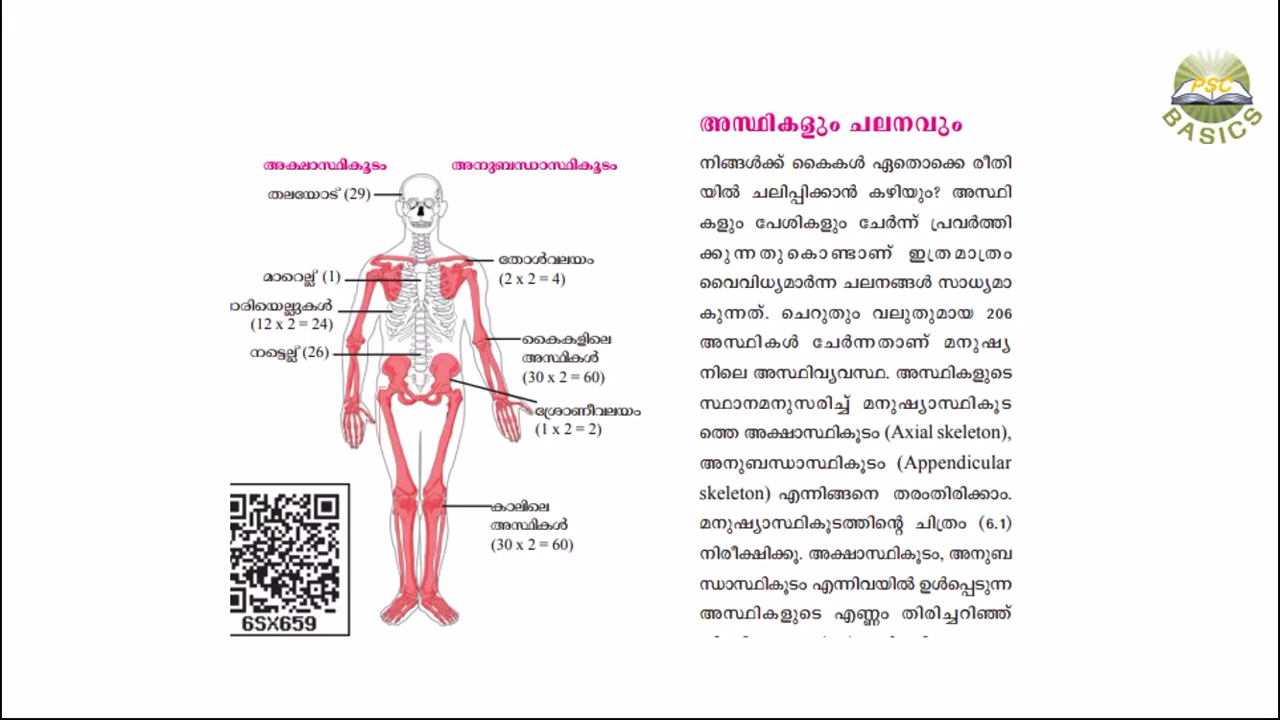 PSC
BASICS
അക്ഷാസ്ഥികൂടം
അനുബന്ധാസ്ഥികൂടം
തലയോട് (29)
മാറെല്ല് (1)
ാരിയെല്ലുകൾ
(12 x 2 = 24)
നട്ടെല്ല് (26)
തോൾവലയം
(2 x 2 = 4)
കൈകളിലെ
അസ്ഥികൾ
(30 x 2 = 60)
ശ്രോണീവലയം
(1 x 2 = 2)
കാലിലെ
അസ്ഥികൾ
(30 x 2 = 60)
6SX659
അസ്ഥികളും ചലനവും
നിങ്ങൾക്ക് കൈകൾ ഏതൊക്കെ രീതി
യിൽ ചലിപ്പിക്കാൻ കഴിയും? അസ്ഥി
കളും പേശികളും ചേർന്ന് പ്രവർത്തി
ക്കുന്നതുകൊണ്ടാണ് ഇത്രമാത്രം
വൈവിധ്യമാർന്ന ചലനങ്ങൾ സാധ്യമാ
കുന്നത്. ചെറുതും വലുതുമായ 206
അസ്ഥികൾ ചേർന്നതാണ് മനുഷ്യ
നിലെ അസ്ഥിവ്യവസ്ഥ. അസ്ഥികളുടെ
സ്ഥാനമനുസരിച്ച് മനുഷ്യാസ്ഥികൂട
ത്തെ അക്ഷാസ്ഥികൂടം (Axial skeleton),
അനുബന്ധാസ്ഥികൂടം (Appendicular
skeleton) എന്നിങ്ങനെ തരംതിരിക്കാം.
മനുഷ്യാസ്ഥികൂടത്തിന്റെ ചിത്രം (6.1)
നിരീക്ഷിക്കൂ. അക്ഷാസ്ഥികൂടം, അനുബ
ന്ധാസ്ഥികൂടം എന്നിവയിൽ ഉൾപ്പെടുന്ന
അസ്ഥികളുടെ എണ്ണം തിരിച്ചറിഞ്ഞ്